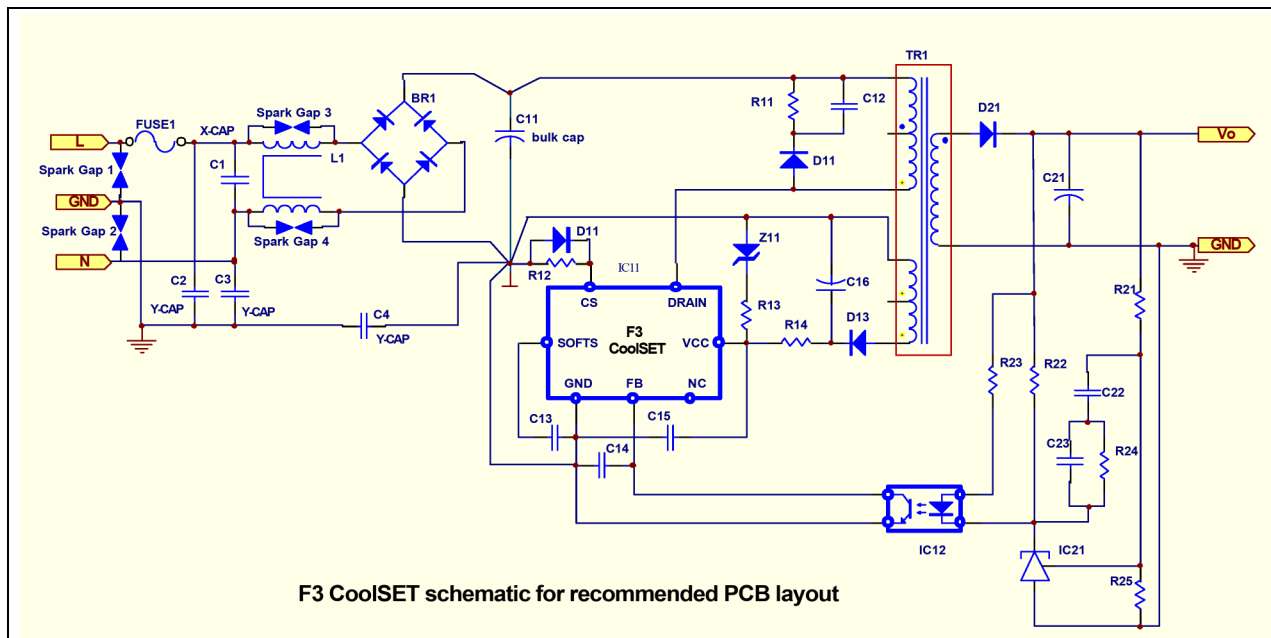 TR1
BR1
R11
C12
D21
Spark Gap 3
C11
bulk cap
FUSE1
X-CAP
L
L1
Vo
D11
Spark Gap 1
C1
C21
GND
Spark Gap 2
Spark Gap 4
D11
Z11
GND
N
R12
IC11
C2
C3
C16
R21
CS
DRAIN
Y-CAP
Y-CAP
C4
R13
Y-CAP
F3
CoolSET
R14
D13
SOFTS
VCC
R23
R22
GND
FB
NC
C22
C13
C15
C14
C23
R24
IC12
IC21
R25
F3 CoolSET schematic for recommended PCB layout